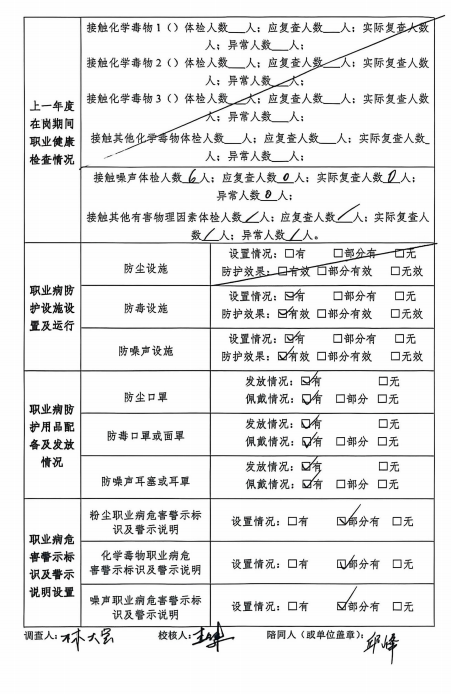 接触化学毒物1（）体检人数__人；应复查人数__人；实际复查人数
人；异常人数__人；
接触化学毒物2（）体检人数__人；应复查人数__人；实际复查人数
__人；异常人数__人；
接触化学毒物3（）体检人数__人；应复查人数__人；实际复查人数
__人；异常人数__人；
接触其他化学毒物体检人数__人；应复查人数__人；实际复查人数_
人；异常人数__人；
上一年度
在岗期间
职业健康
检查情况
接触噪声体检人数6人；应复查人数0人；实际复查人数0人；
异常人数0人；
接触其他有害物理因素体检人数/人；应复查人数/人；实际复查人
数/人；异常人数/人。
职业病防
护设施设
置及运行
防尘设施
设置情况：□有 □部分有 □无
防护效果：□有效 □部分有效 □无效
防毒设施
设置情况：☑有 □部分有 □无
防护效果：☑有效 □部分有效 □无效
防噪声设施
设置情况：☑有 □部分有 □无
防护效果：☑有效 □部分有效 □无效
职业病防
护用品配
备及发放
情况
防尘口罩
发放情况：☑有 □无
佩戴情况：☑有 □部分 □无
防毒口罩或面罩
发放情况：☑有 □无
佩戴情况：☑有 □部分 □无
防噪声耳塞或耳罩
发放情况：☑有 □无
佩戴情况：☑有 □部分 □无
职业病危
害警示标
识及警示
说明设置
粉尘职业病危害警示标
识及警示说明
设置情况：□有 ☑部分有 □无
化学毒物职业病危
害警示标识及警示说明
设置情况：□有 ☑部分有 □无
噪声职业病危害警示标
识及警示说明
设置情况：□有 ☑部分有 □无
调查人： 校核人： 陪同人（或单位盖章）：